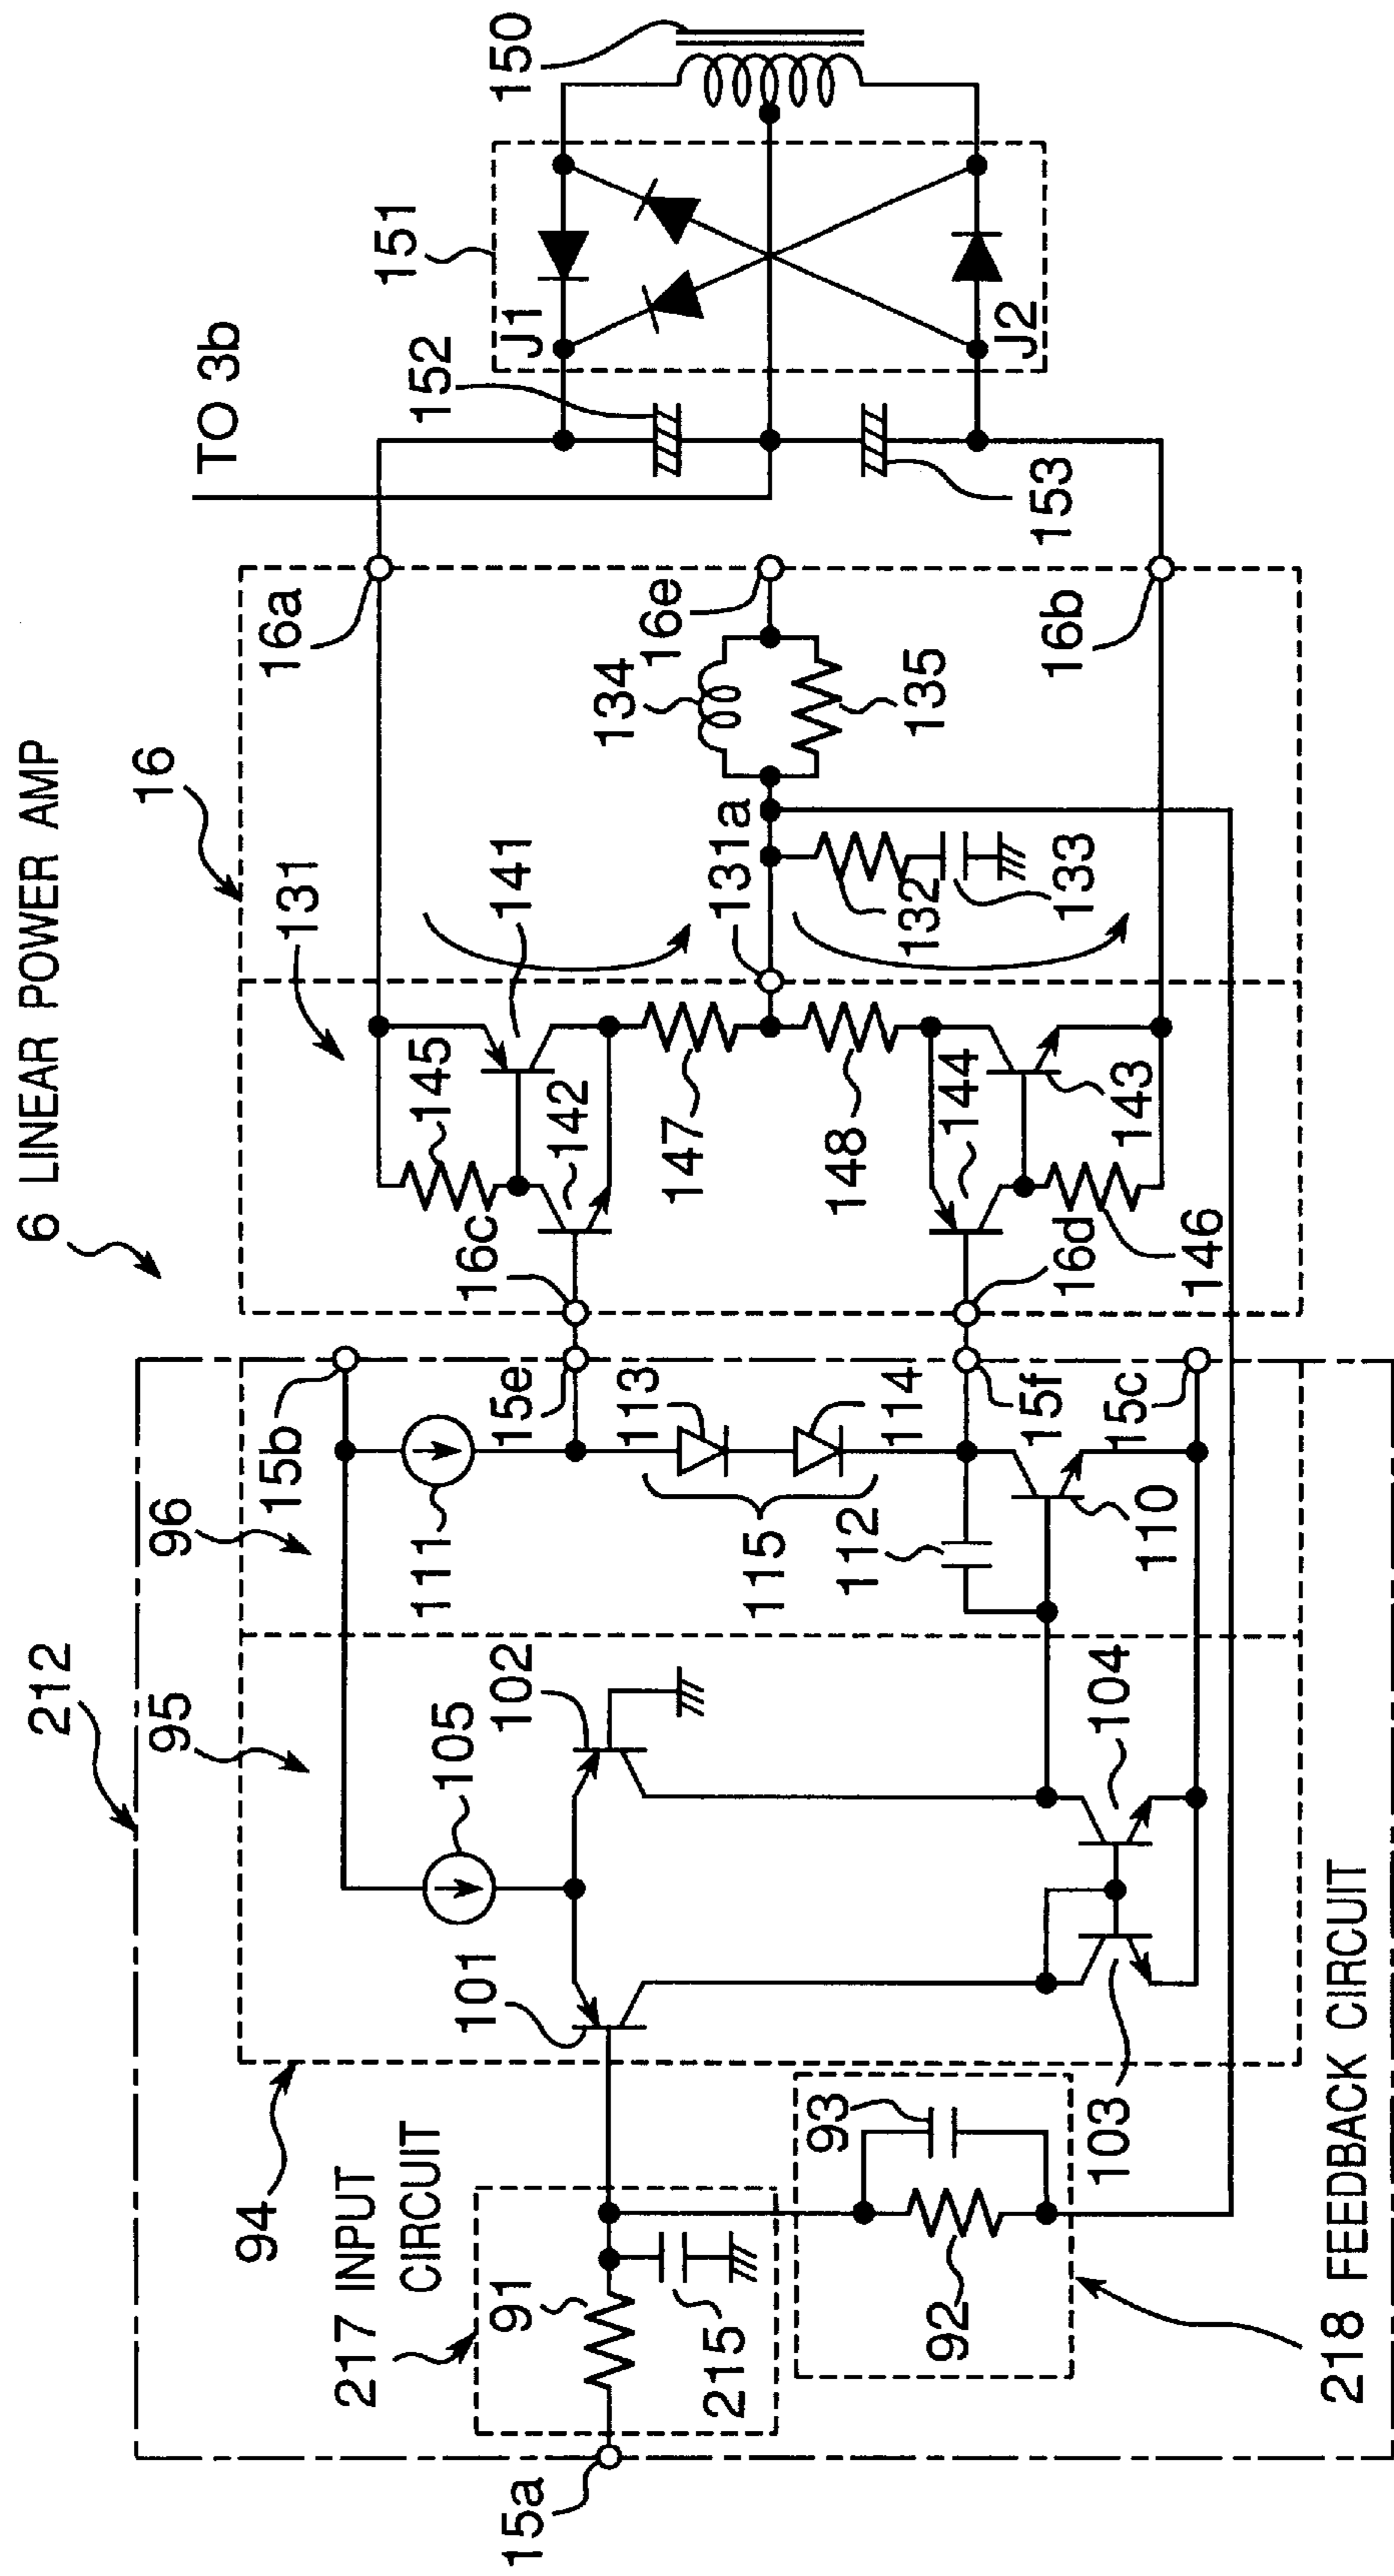 6 LINEAR POWER AMP
212
94
95
96
16
131
TO 3b
151
150
J1
J2
152
153
16a
16e
16b
134
135
131a
132
133
141
145
142
147
148
144
143
146
16c
16d
15b
15e
15f
15c
111
113
114
115
112
110
105
102
101
104
103
93
92
217 INPUT
CIRCUIT
91
215
15a
218 FEEDBACK CIRCUIT